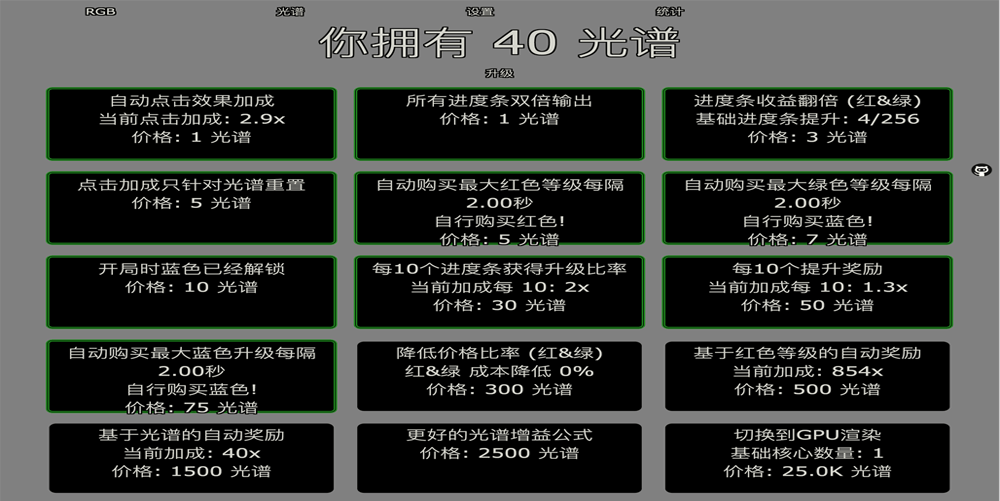 RGB 光谱 设置 统计
你拥有 40 光谱
升级
自动点击效果加成
当前点击加成: 2.9x
价格: 1 光谱
所有进度条双倍输出
价格: 1 光谱
进度条收益翻倍 (红&绿)
基础进度条提升: 4/256
价格: 3 光谱
点击加成只针对光谱重置
价格: 5 光谱
自动购买最大红色等级每隔
2.00秒
自行购买红色!
价格: 5 光谱
自动购买最大绿色等级每隔
2.00秒
自行购买蓝色!
价格: 7 光谱
开局时蓝色已经解锁
价格: 10 光谱
每10个进度条获得升级比率
当前加成每 10: 2x
价格: 30 光谱
每10个提升奖励
当前加成每 10: 1.3x
价格: 50 光谱
自动购买最大蓝色升级每隔
2.00秒
自行购买蓝色!
价格: 75 光谱
降低价格比率 (红&绿)
红&绿 成本降低 0%
价格: 300 光谱
基于红色等级的自动奖励
当前加成: 854x
价格: 500 光谱
基于光谱的自动奖励
当前加成: 40x
价格: 1500 光谱
更好的光谱增益公式
价格: 2500 光谱
切换到GPU渲染
基础核心数量: 1
价格: 25.0K 光谱